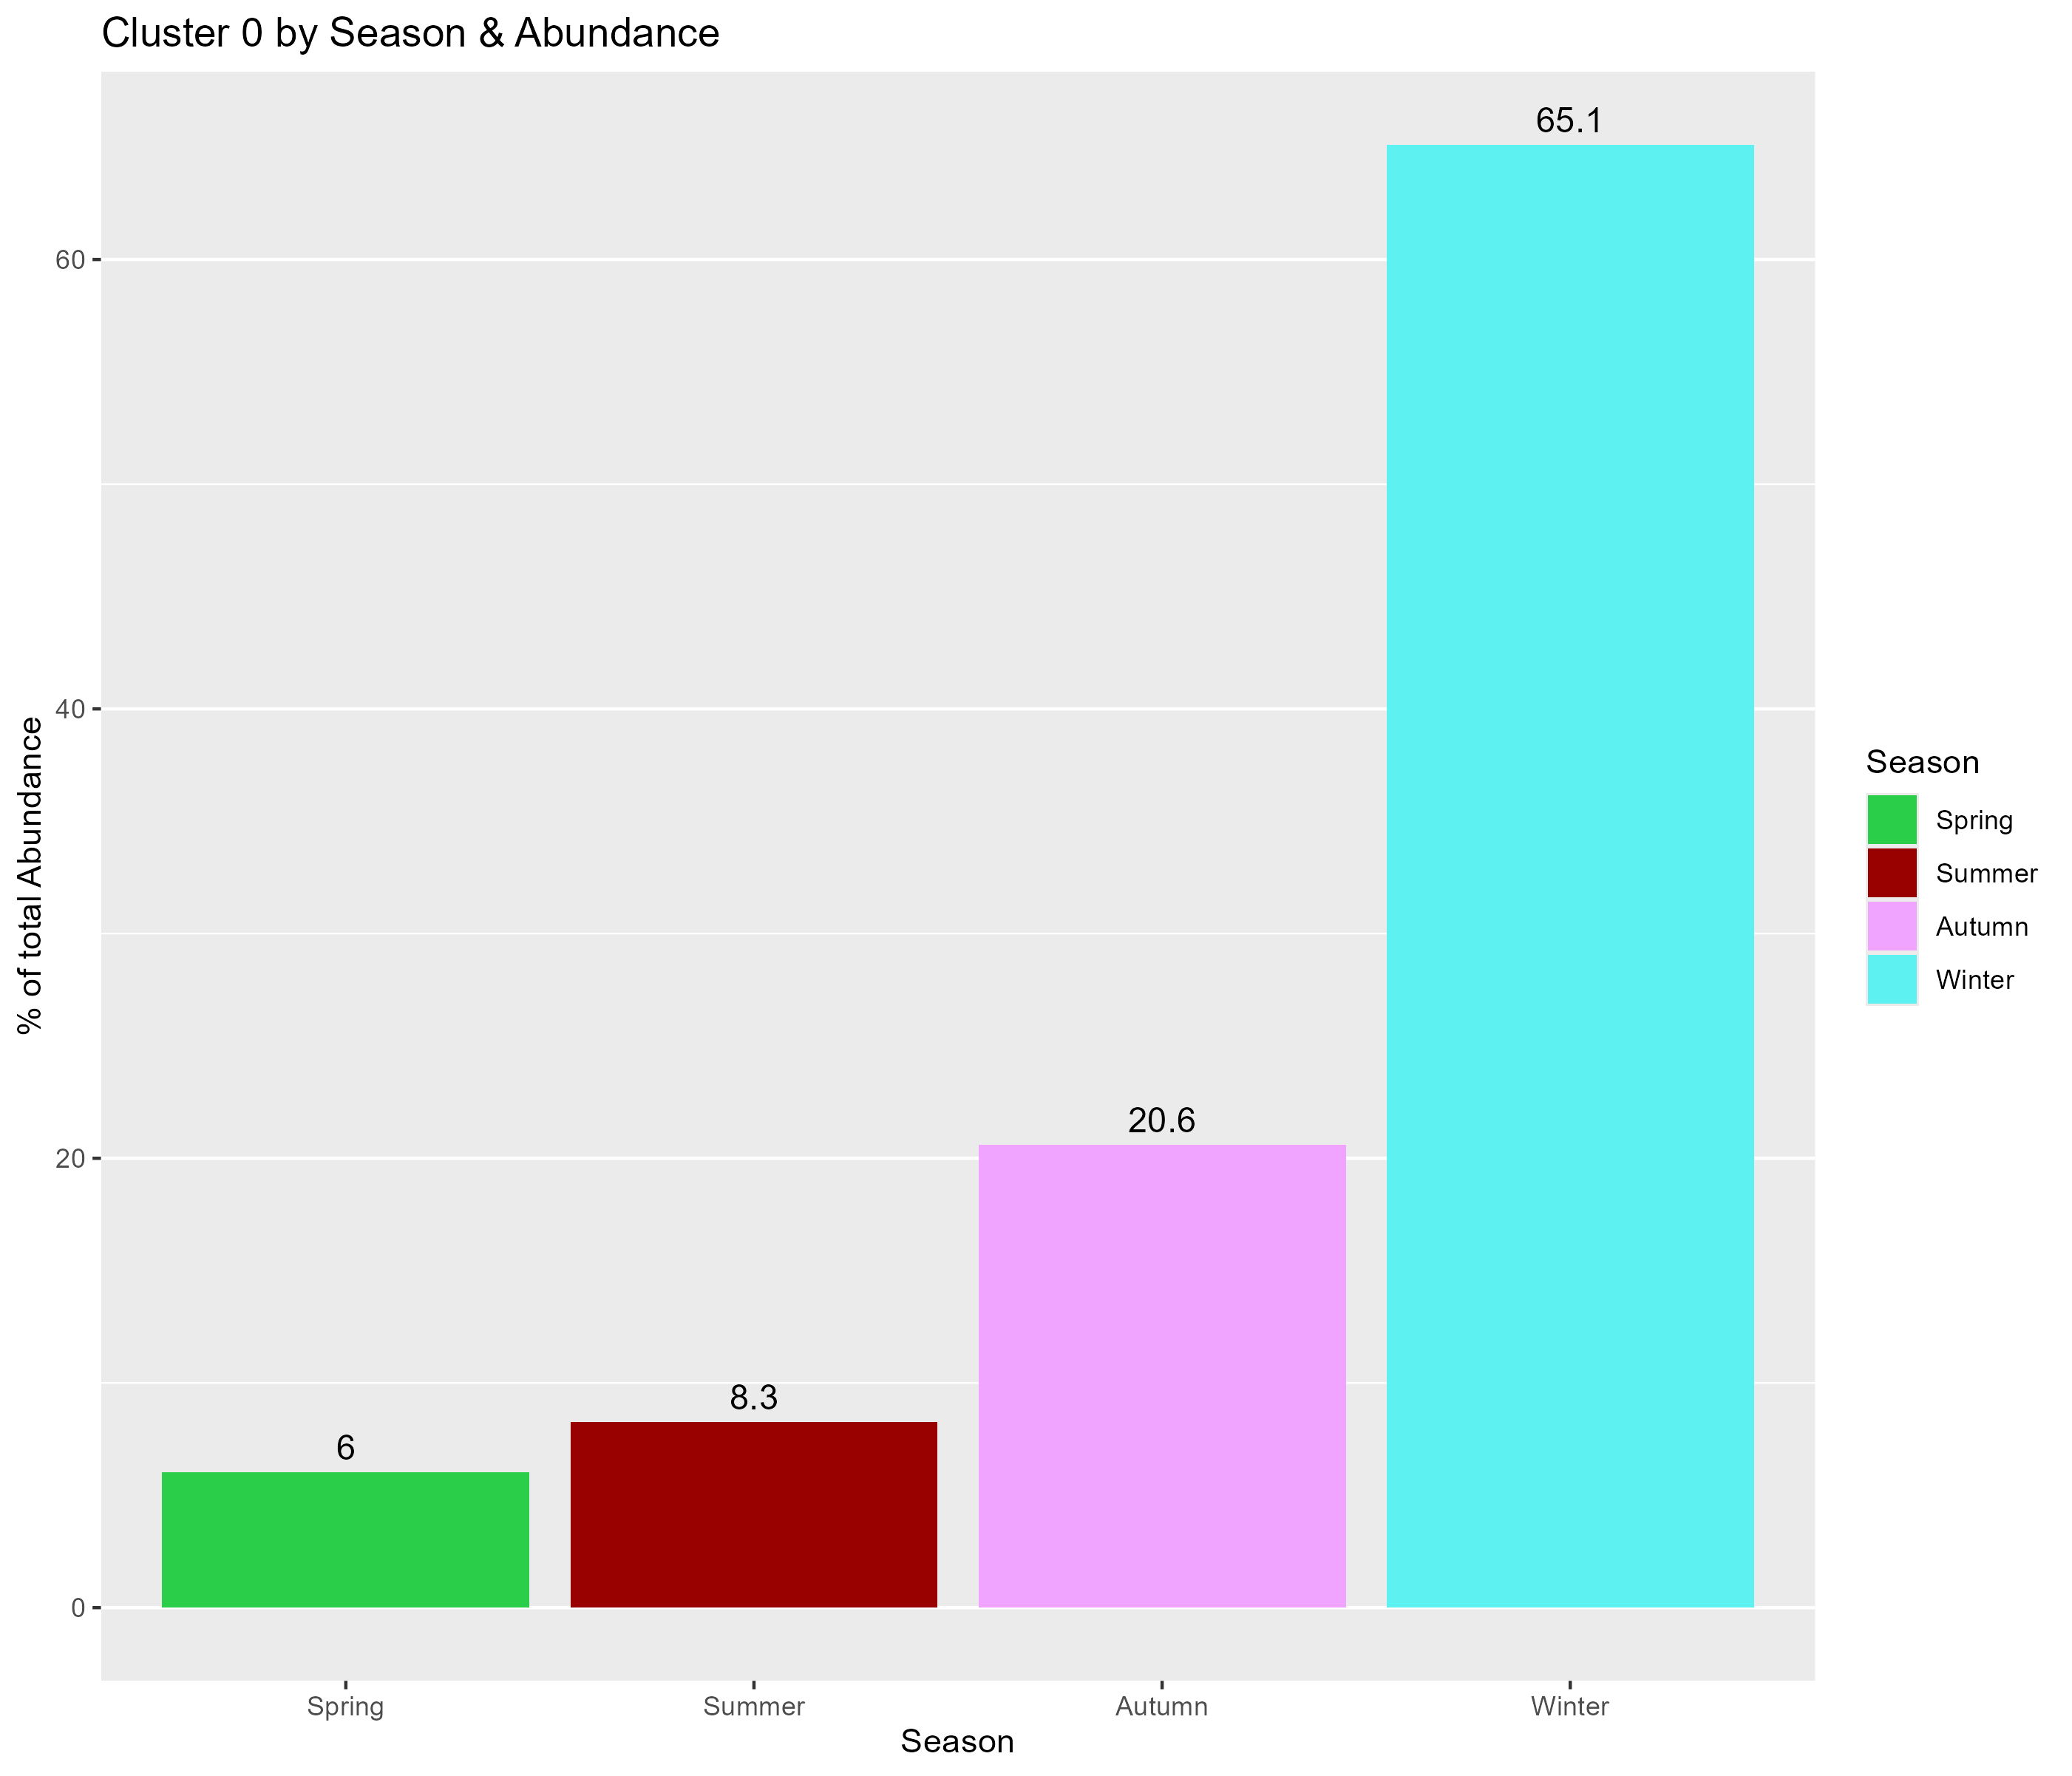 Cluster 0 by Season & Abundance
65.1
60
40
% of total Abundance
Season
Spring
Summer
Autumn
Winter
20.6
20
8.3
6
0
Spring Summer Autumn Winter
Season